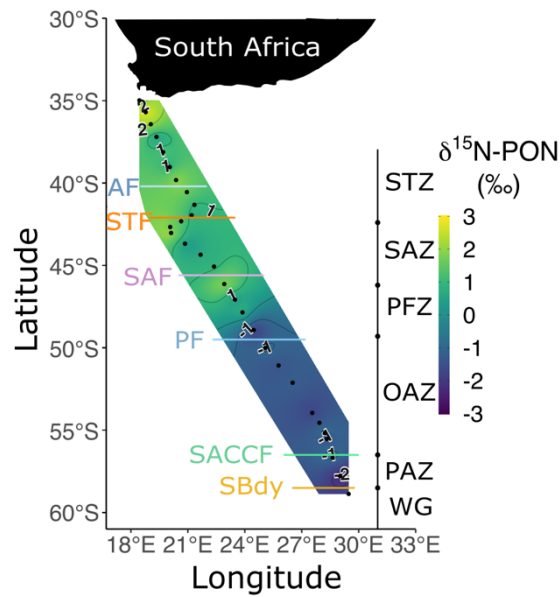 30°S
South Africa
35°S
2
2
1
1
δ¹⁵N-PON
(‰)
STZ
40°S
AF
STF
1
3
2
1
0
-1
-2
-3
SAZ
45°S
SAF
1
PFZ
Latitude
-1
PF
-1
50°S
OAZ
55°S
-1
-1
SACCF
-2
PAZ
SBdy
WG
60°S
18°E 21°E 24°E 27°E 30°E 33°E
Longitude